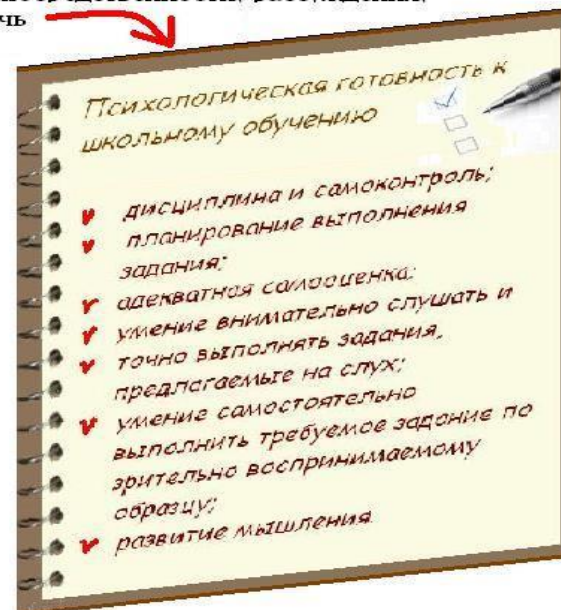 чь
Психологическая готовность к
школьному обучению
дисциплина и самоконтроль;
планирование выполнения
задания;
адекватная самооценка;
умение внимательно слушать и
точно выполнять задания,
предлагаемые на слух;
умение самостоятельно
выполнить требуемое задание по
зрительно воспринимаемому
образцу;
развитие мышления.